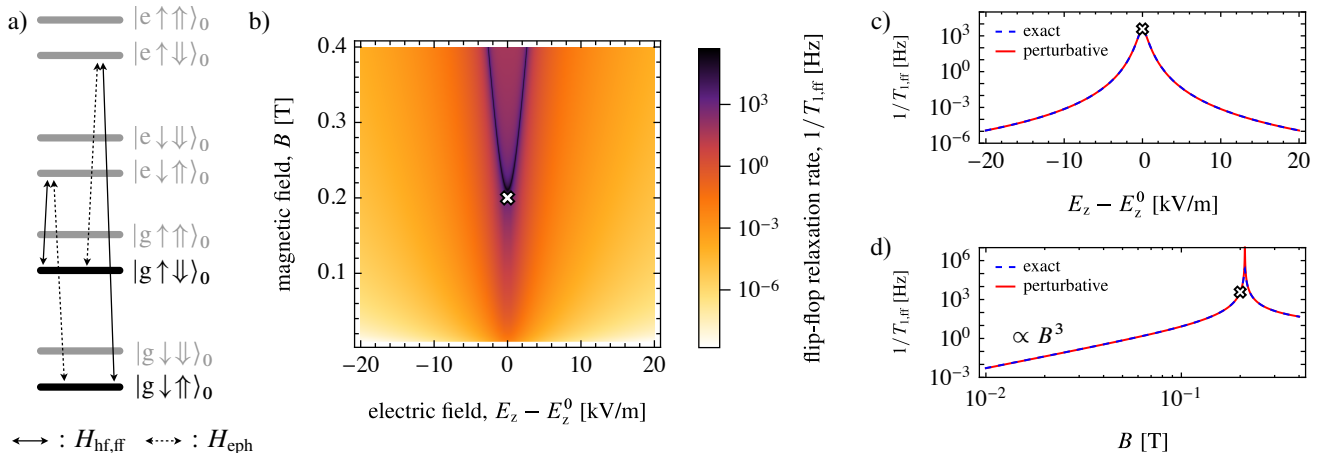 a)
|e↑⇑⟩₀
|e↑⇓⟩₀
|e↓⇓⟩₀
|e↓⇑⟩₀
|g↑⇑⟩₀
|g↑⇓⟩₀
|g↓⇓⟩₀
|g↓⇑⟩₀
: H_hf,ff : H_eph
b)
magnetic field, B [T]
0.4
0.3
0.2
0.1
-20 -10 0 10 20
electric field, E_z − E_z^0 [kV/m]
10^3
10^0
10^-3
10^-6
flip-flop relaxation rate, 1/T_1,ff [Hz]
c)
1/T_1,ff [Hz]
10^3
10^0
10^-3
10^-6
exact
perturbative
-20 -10 0 10 20
E_z − E_z^0 [kV/m]
d)
1/T_1,ff [Hz]
10^6
10^3
10^0
10^-3
exact
perturbative
∝ B^3
10^-2 10^-1
B [T]